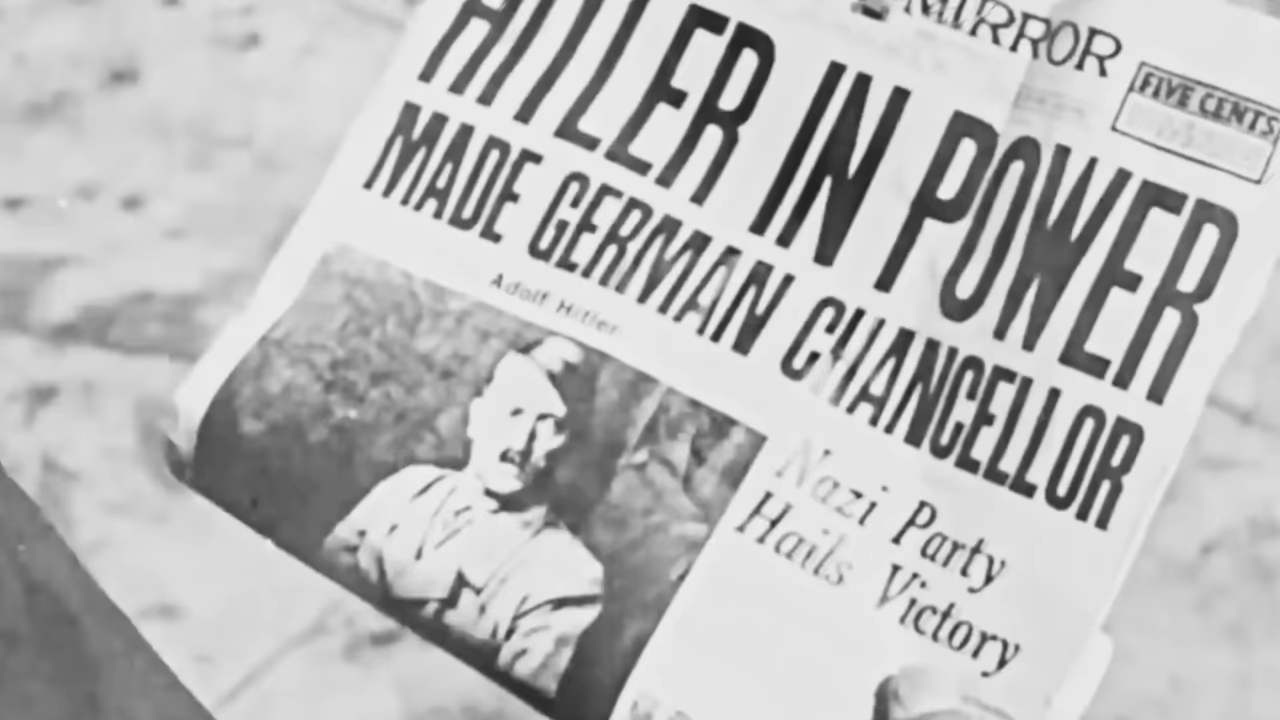 MIRROR
FIVE CENTS
HITLER IN POWER
MADE GERMAN CHANCELLOR
Adolf Hitler
Nazi Party
Hails Victory